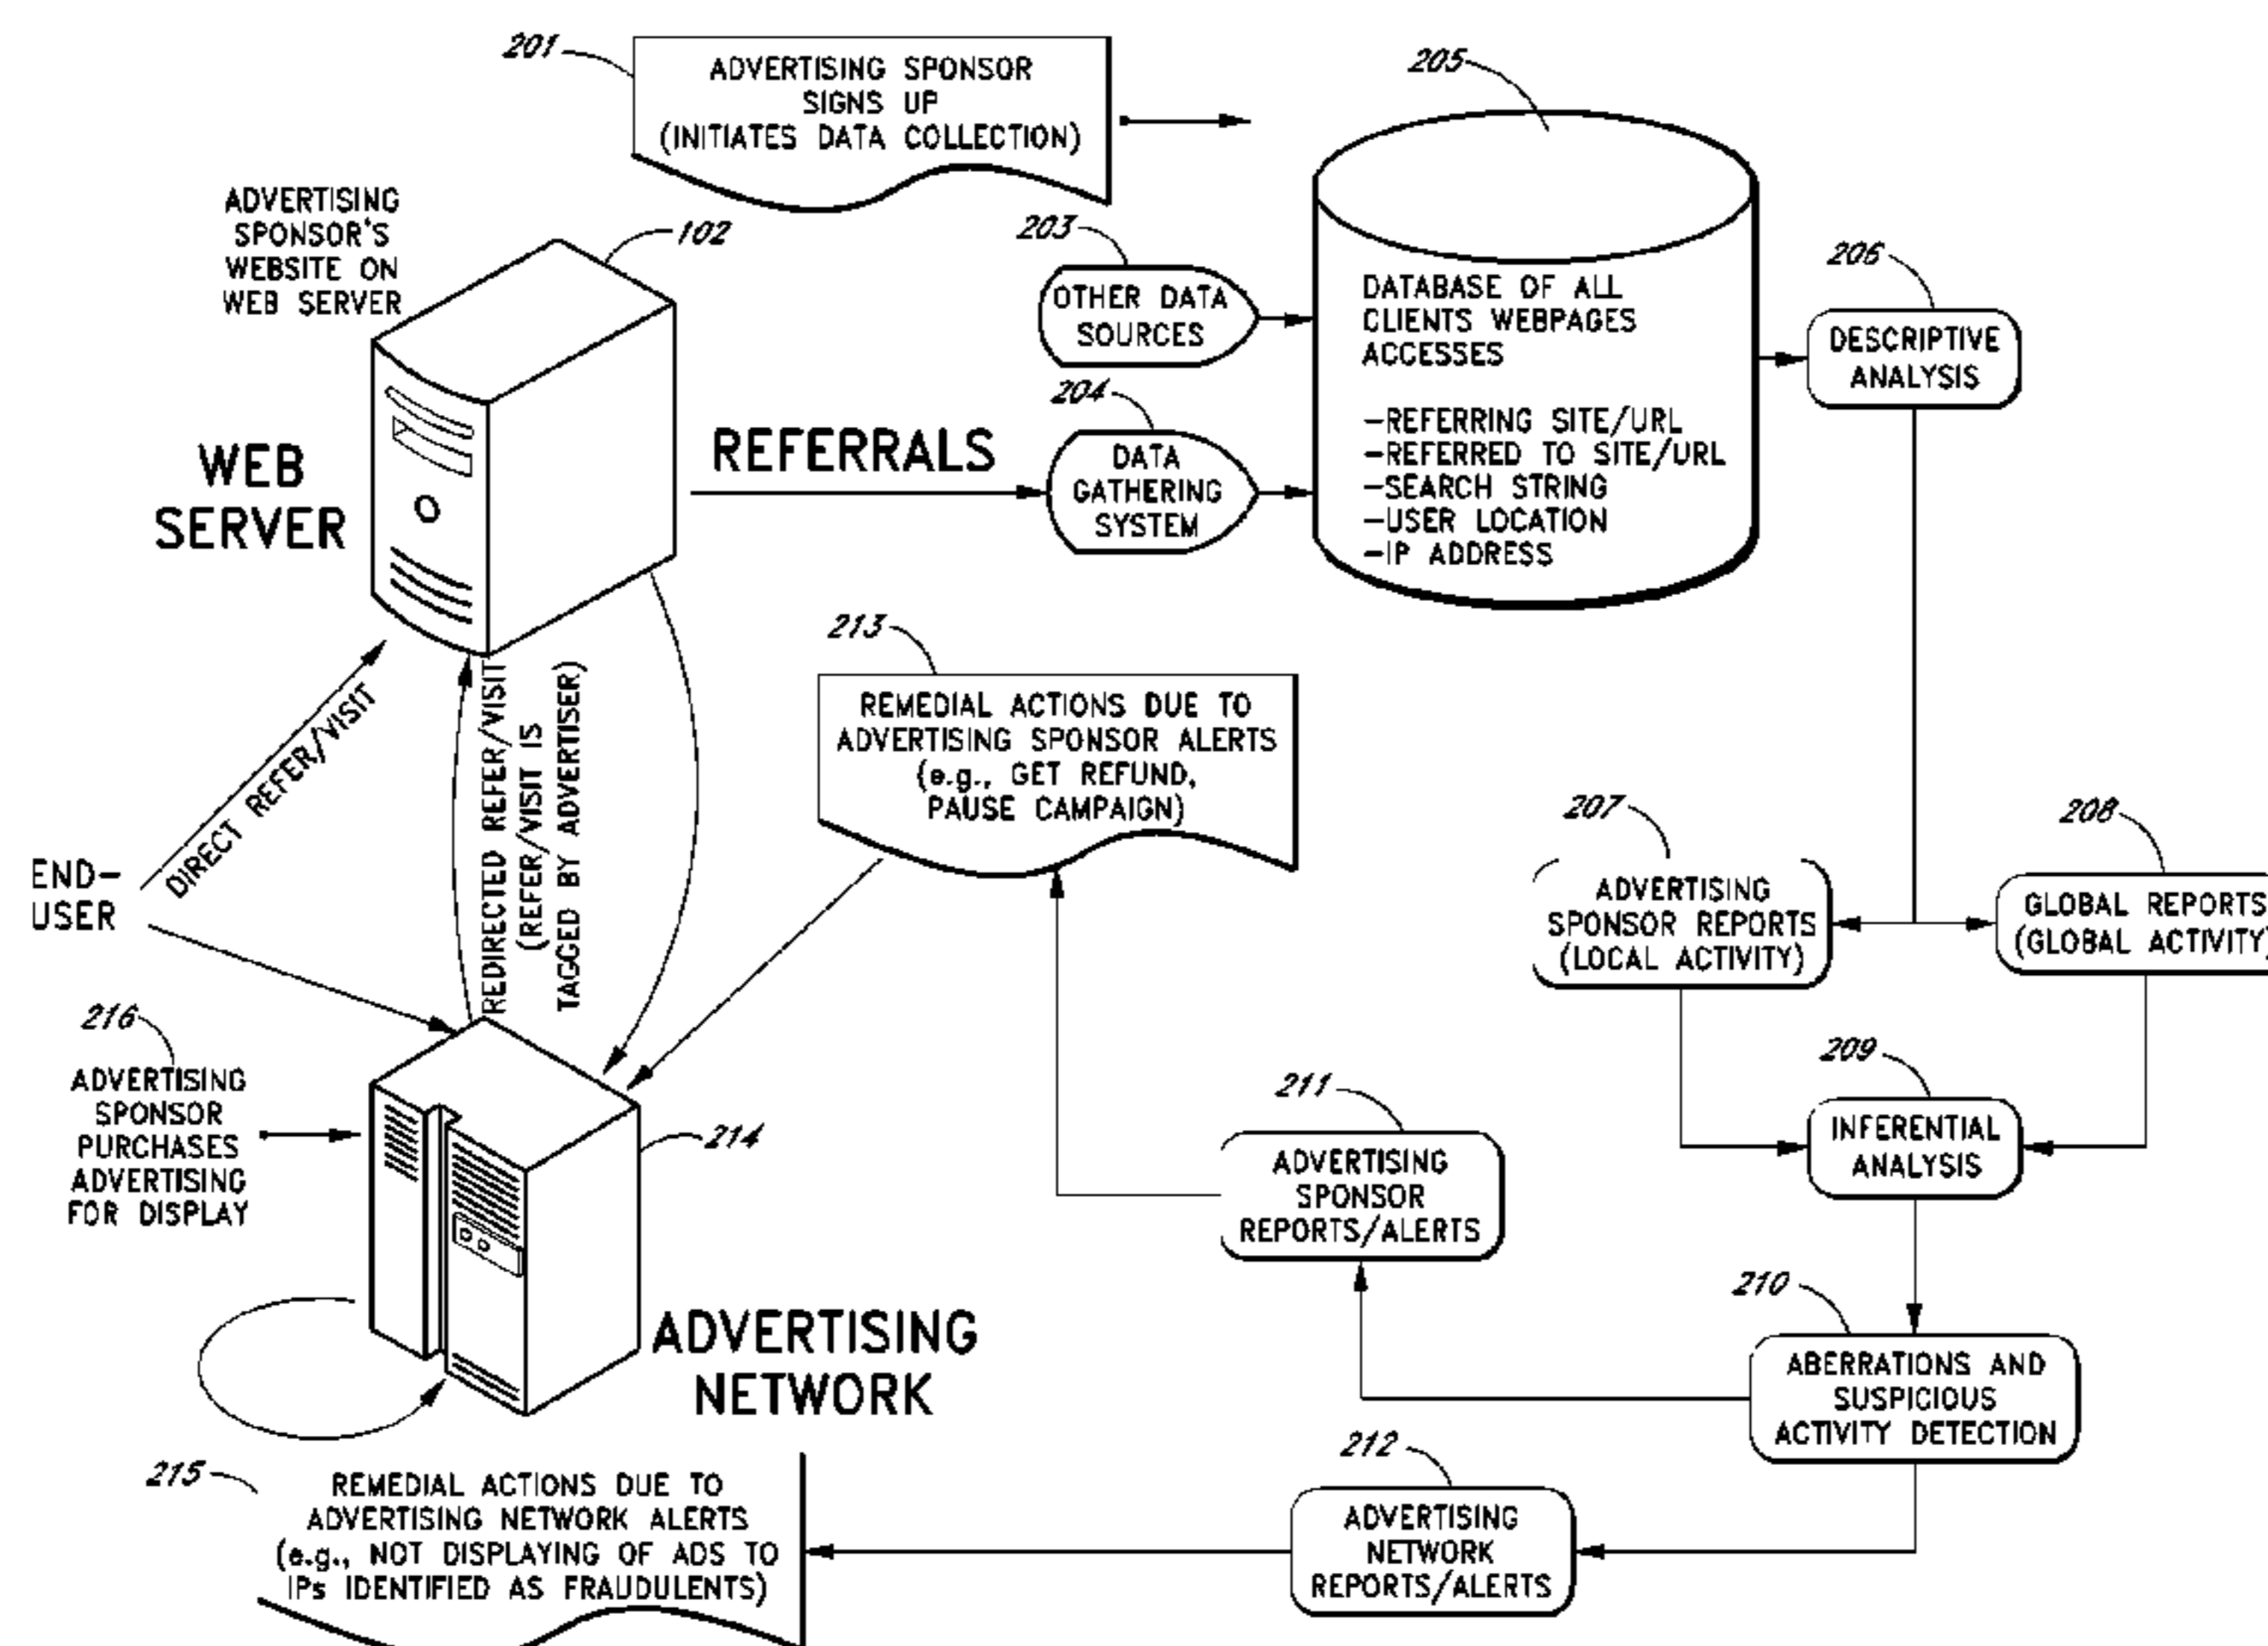 201
ADVERTISING SPONSOR
SIGNS UP
(INITIATES DATA COLLECTION)
205
ADVERTISING
SPONSOR'S
WEBSITE ON
WEB SERVER
102
203
OTHER DATA
SOURCES
DATABASE OF ALL
CLIENTS WEBPAGES
ACCESSES
-REFERRING SITE/URL
-REFERRED TO SITE/URL
-SEARCH STRING
-USER LOCATION
-IP ADDRESS
206
DESCRIPTIVE
ANALYSIS
WEB
SERVER
REFERRALS
204
DATA
GATHERING
SYSTEM
213
REMEDIAL ACTIONS DUE TO
ADVERTISING SPONSOR ALERTS
(e.g., GET REFUND,
PAUSE CAMPAIGN)
DIRECT REFER/VISIT
REDIRECTED REFER/VISIT
(REFER/VISIT IS
TAGGED BY ADVERTISER)
END-
USER
207
ADVERTISING
SPONSOR REPORTS
(LOCAL ACTIVITY)
208
GLOBAL REPORTS
(GLOBAL ACTIVITY)
216
ADVERTISING
SPONSOR
PURCHASES
ADVERTISING
FOR DISPLAY
214
209
INFERENTIAL
ANALYSIS
211
ADVERTISING
SPONSOR
REPORTS/ALERTS
210
ABERRATIONS AND
SUSPICIOUS
ACTIVITY DETECTION
ADVERTISING
NETWORK
212
ADVERTISING
NETWORK
REPORTS/ALERTS
215
REMEDIAL ACTIONS DUE TO
ADVERTISING NETWORK ALERTS
(e.g., NOT DISPLAYING OF ADS TO
IPs IDENTIFIED AS FRAUDULENTS)